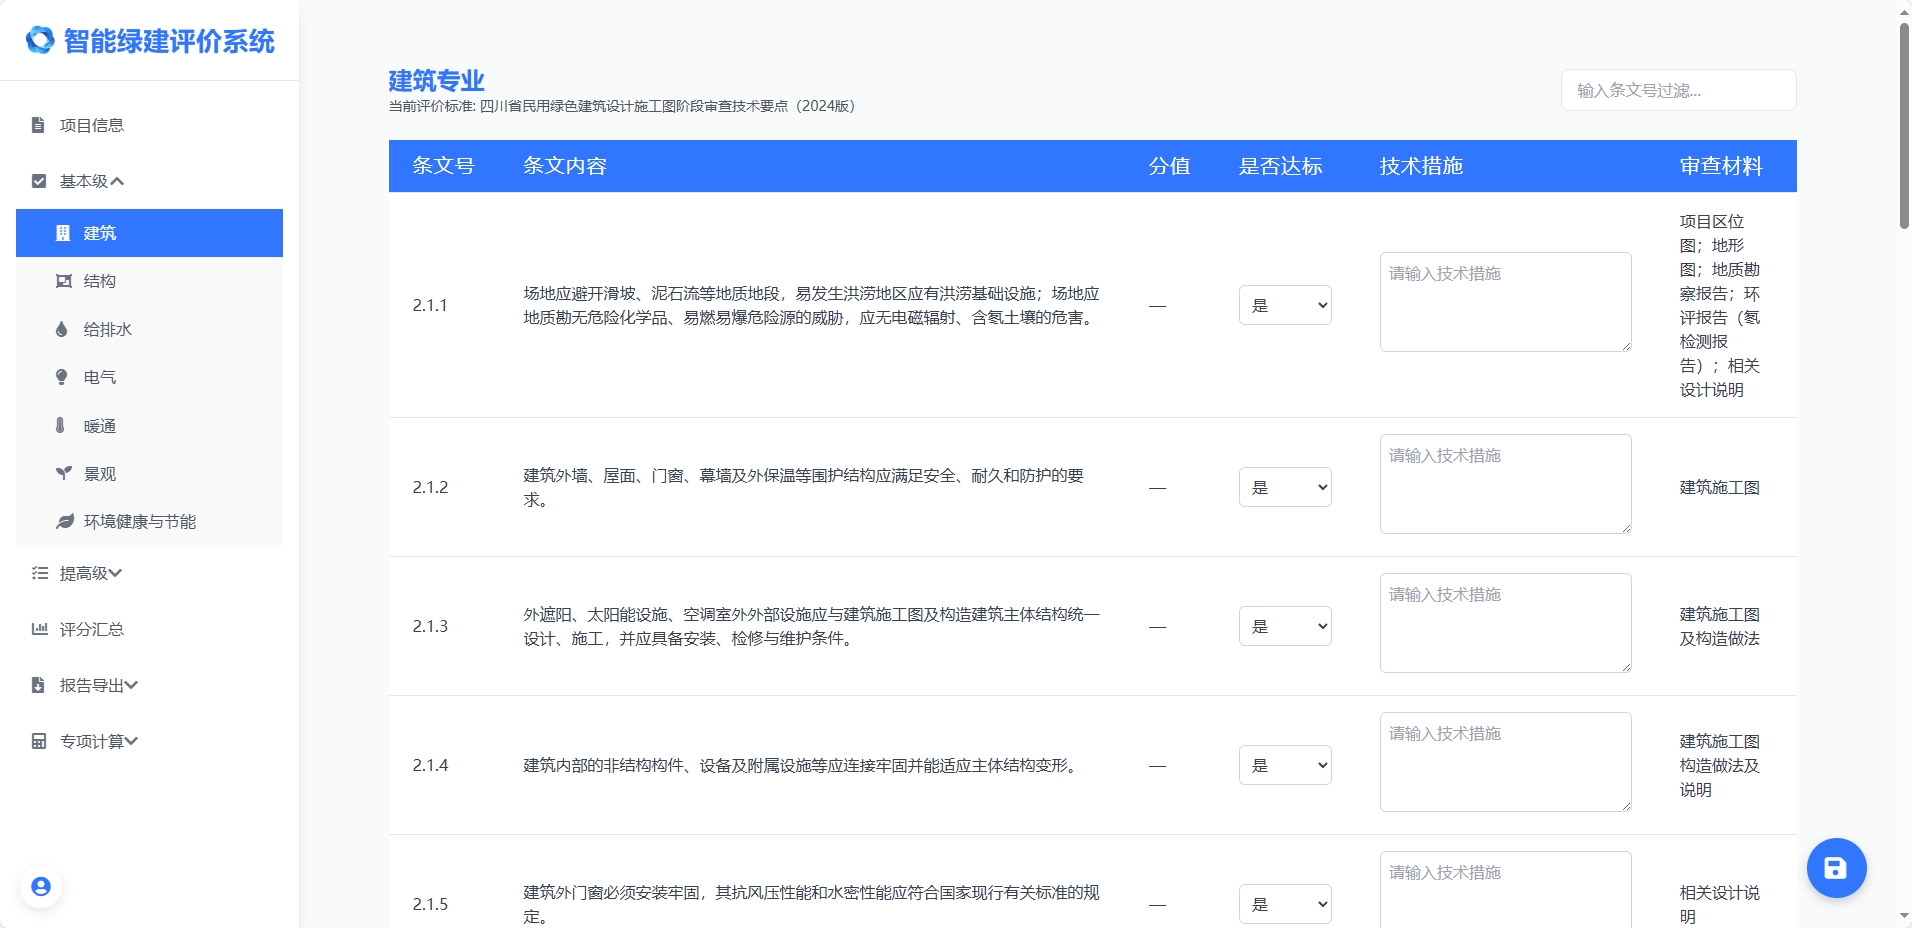 智能绿建评价系统
项目信息
基本级
建筑
结构
给排水
电气
暖通
景观
环境健康与节能
提高级
评分汇总
报告导出
专项计算
建筑专业
当前评价标准: 四川省民用绿色建筑设计施工图阶段审查技术要点（2024版）
输入条文号过滤...
条文号 条文内容 分值 是否达标 技术措施 审查材料
2.1.1
场地应避开滑坡、泥石流等地质地段，易发生洪涝地区应有洪涝基础设施；场地应
地质勘无危险化学品、易燃易爆危险源的威胁，应无电磁辐射、含氡土壤的危害。
—
是
请输入技术措施
项目区位
图；地形
图；地质勘
察报告；环
评报告（氡
检测报
告）；相关
设计说明
2.1.2
建筑外墙、屋面、门窗、幕墙及外保温等围护结构应满足安全、耐久和防护的要
求。
—
是
请输入技术措施
建筑施工图
2.1.3
外遮阳、太阳能设施、空调室外外部设施应与建筑施工图及构造建筑主体结构统一
设计、施工，并应具备安装、检修与维护条件。
—
是
请输入技术措施
建筑施工图
及构造做法
2.1.4
建筑内部的非结构构件、设备及附属设施等应连接牢固并能适应主体结构变形。
—
是
请输入技术措施
建筑施工图
构造做法及
说明
2.1.5
建筑外门窗必须安装牢固，其抗风压性能和水密性能应符合国家现行有关标准的规
定。
—
是
请输入技术措施
相关设计说
明